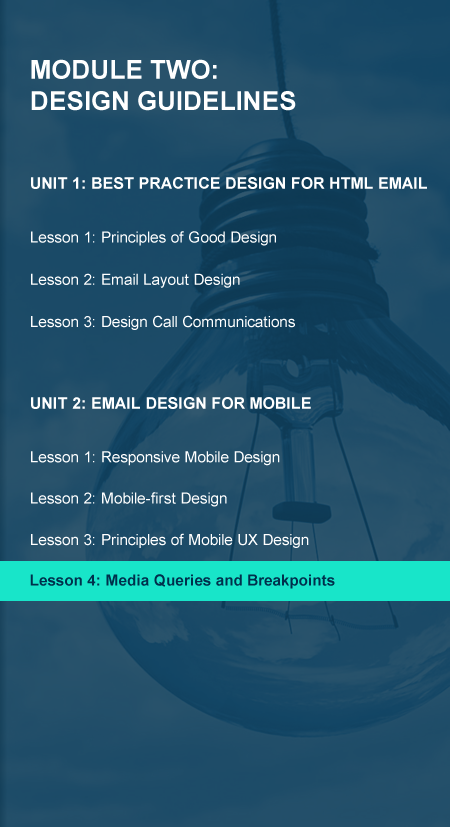 MODULE TWO:
DESIGN GUIDELINES
UNIT 1: BEST PRACTICE DESIGN FOR HTML EMAIL
Lesson 1: Principles of Good Design
Lesson 2: Email Layout Design
Lesson 3: Design Call Communications
UNIT 2: EMAIL DESIGN FOR MOBILE
Lesson 1: Responsive Mobile Design
Lesson 2: Mobile-first Design
Lesson 3: Principles of Mobile UX Design
Lesson 4: Media Queries and Breakpoints